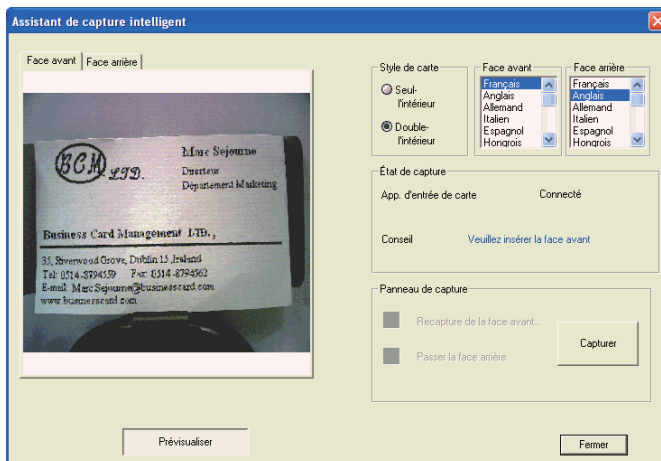 Assistant de capture intelligent
Face avant
Face arrière
BCM LTD.
Marc Sejourne
Directeur
Département Marketing
Business Card Management LTD.,
35, Riverwood Grove, Dublin 15 ,Ireland
Tel: 0514-8794559 Fax: 0514-8794562
E-mail: MarcSejourne@businesscard.com
www.businesscard.com
Prévisualiser
Style de carte
Seul-
l'intérieur
Double-
l'intérieur
Face avant
Français
Anglais
Allemand
Italien
Espagnol
Hongrois
Face arrière
Français
Anglais
Allemand
Italien
Espagnol
Hongrois
État de capture
App. d'entrée de carte Connecté
Conseil Veuillez insérer la face avant
Panneau de capture
Recapture de la face avant..
Passer la face arrière
Capturer
Fermer